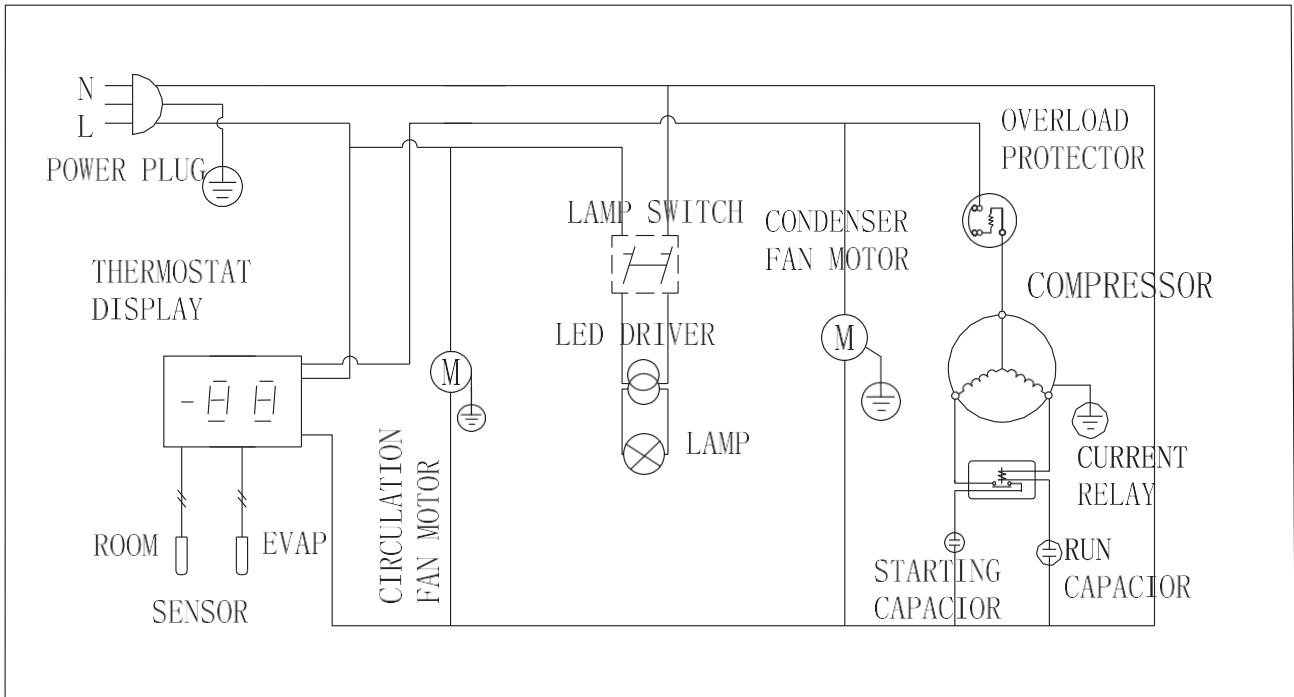 N
L
POWER PLUG
OVERLOAD
PROTECTOR
LAMP SWITCH
CONDENSER
FAN MOTOR
THERMOSTAT
DISPLAY
COMPRESSOR
LED DRIVER
M
M
-88
LAMP
CIRCULATION
FAN MOTOR
CURRENT
RELAY
ROOM
EVAP
SENSOR
STARTING
CAPACIOR
RUN
CAPACIOR